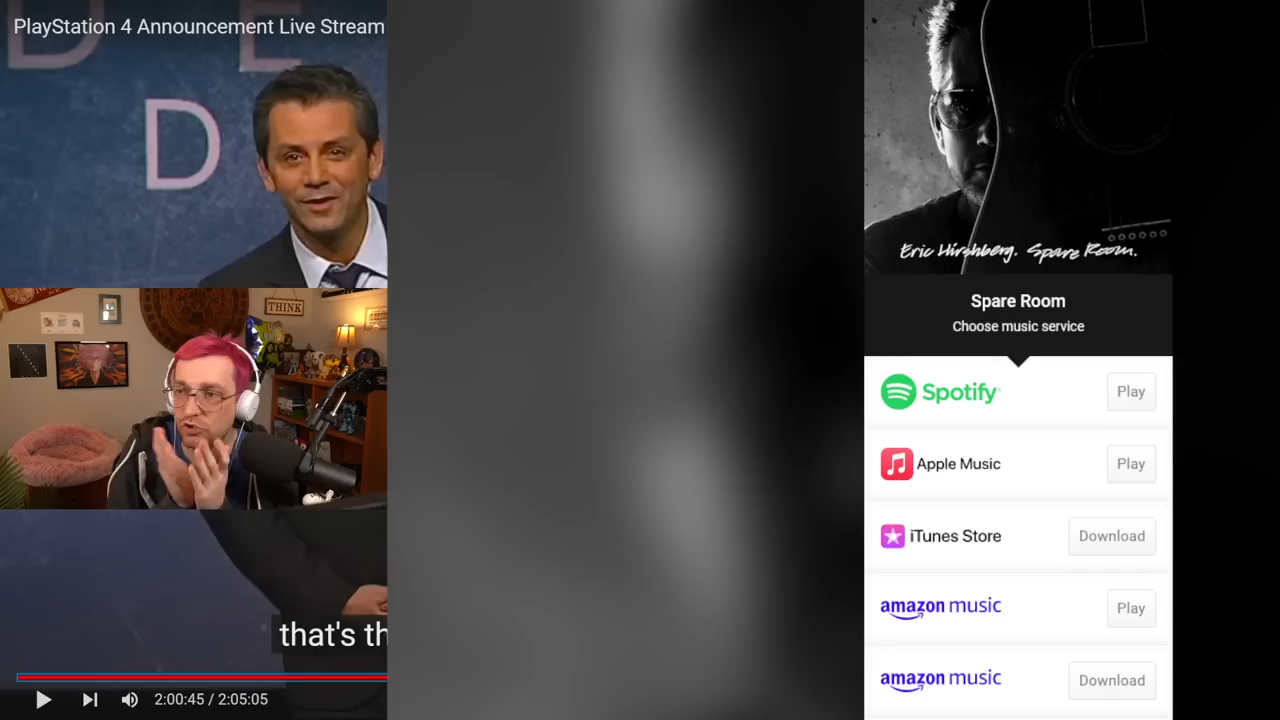 PlayStation 4 Announcement Live Stream
D E
D
THINK
that's th
2:00:45 / 2:05:05
Eric Hirshberg. Spare Room.
Spare Room
Choose music service
Spotify
Play
Apple Music
Play
iTunes Store
Download
amazon music
Play
amazon music
Download